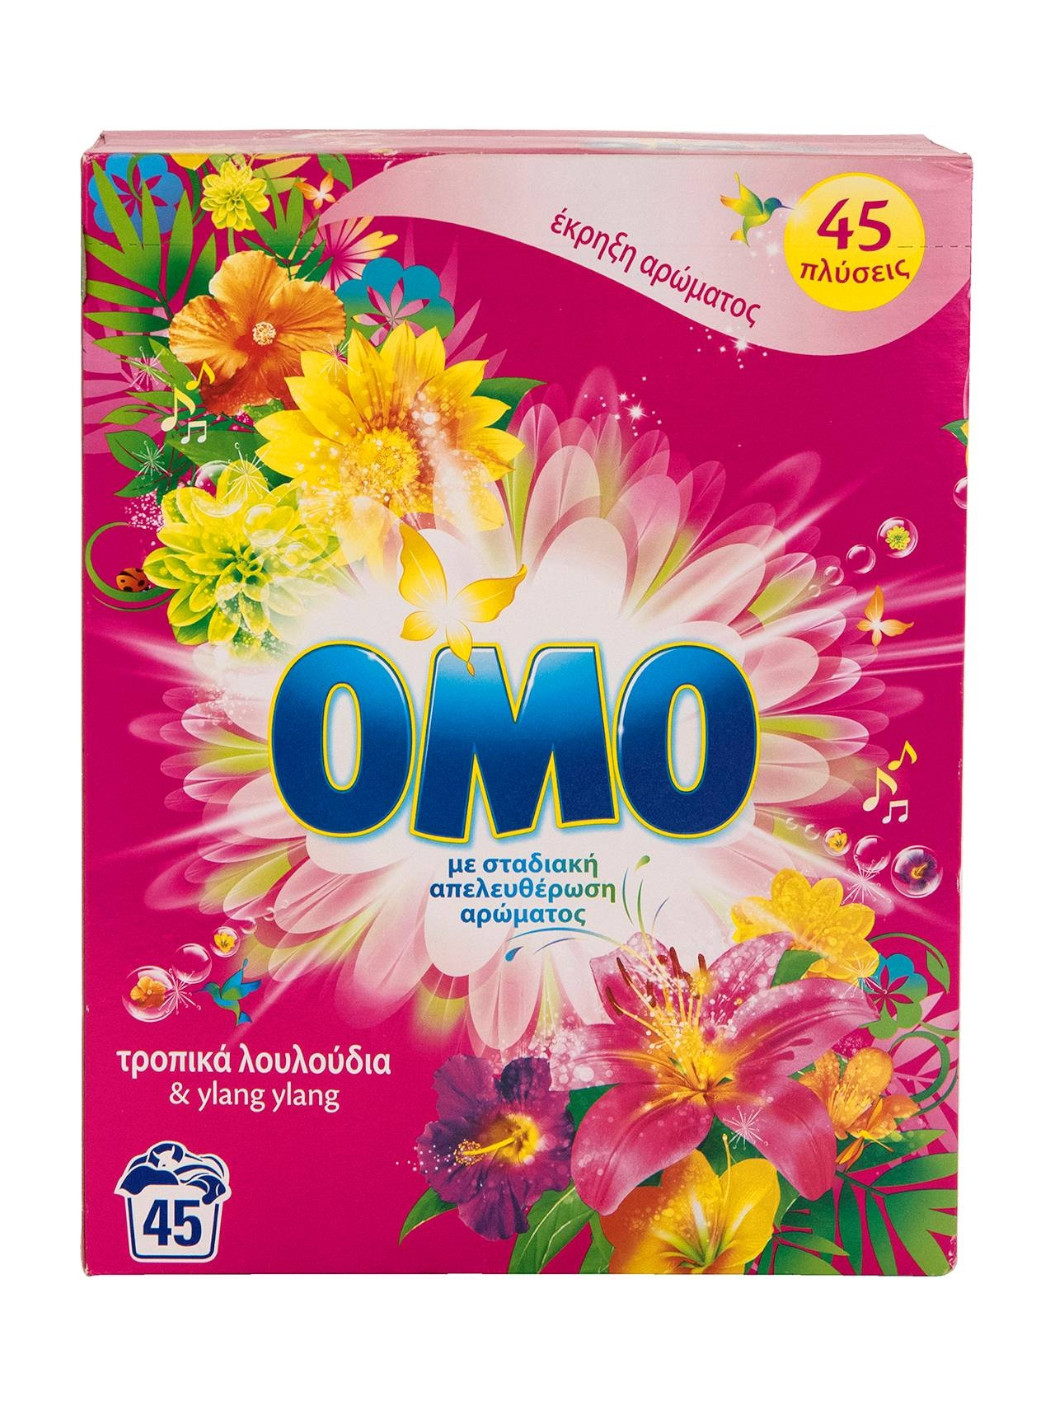 έκρηξη αρώματος
45
πλύσεις
OMO
με σταδιακή
απελευθέρωση
αρώματος
τροπικά λουλούδια
& ylang ylang
45